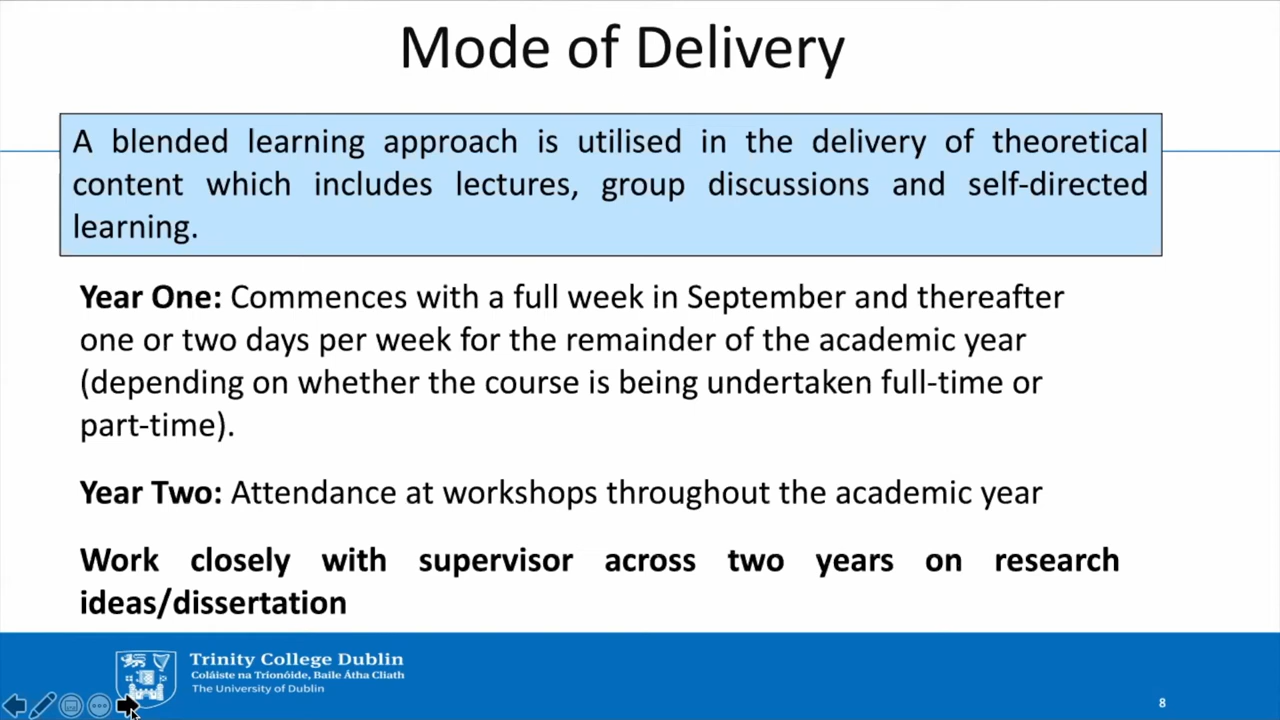 Mode of Delivery
A blended learning approach is utilised in the delivery of theoretical
content which includes lectures, group discussions and self-directed
learning.
Year One: Commences with a full week in September and thereafter
one or two days per week for the remainder of the academic year
(depending on whether the course is being undertaken full-time or
part-time).
Year Two: Attendance at workshops throughout the academic year
Work closely with supervisor across two years on research
ideas/dissertation
Trinity College Dublin
Coláiste na Tríonóide, Baile Átha Cliath
The University of Dublin
8